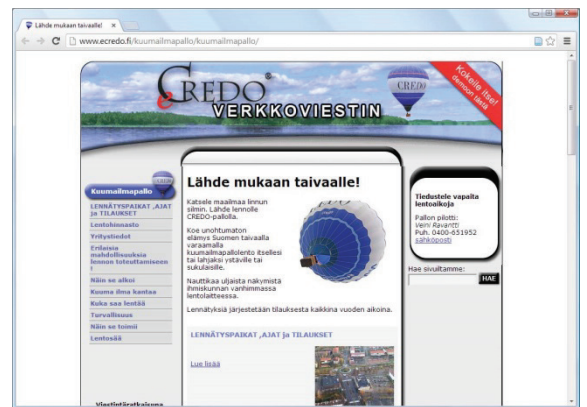 Lähde mukaan taivaalle!
www.ecredo.fi/kuumailmapallo/kuumailmapallo/
eCREDO®
VERKKOVIESTIN
CREDO
Kokeile itse!
demoon tästä
Kuumailmapallo
LENNÄTYSPAIKAT ,AJAT
ja TILAUKSET
Lentohinnasto
Yritystiedot
Erilaisia
mahdollisuuksia
lennon toteuttamiseen
!
Näin se alkoi
Kuuma ilma kantaa
Kuka saa lentää
Turvallisuus
Näin se toimii
Lentosää
Viestintäratkaisuna
Lähde mukaan taivaalle!
Katsele maailmaa linnun
silmin. Lähde lennolle
CREDO-pallolla.
Koe unohtumaton
elämys Suomen taivaalla
varaamalla
kuumailmapallolento itsellesi
tai lahjaksi ystäville tai
sukulaisille.
Nauttikaa uljaista näkymistä
ihmiskunnan vanhimmassa
lentolaitteessa.
Lennätyksiä järjestetään tilauksesta kaikkina vuoden aikoina.
LENNÄTYSPAIKAT ,AJAT ja TILAUKSET
Lue lisää
Tiedustele vapaita
lentoaikoja
Pallon pilotti:
Veini Ravantti
Puh. 0400-651952
sähköposti
Hae sivuiltamme:
HAE